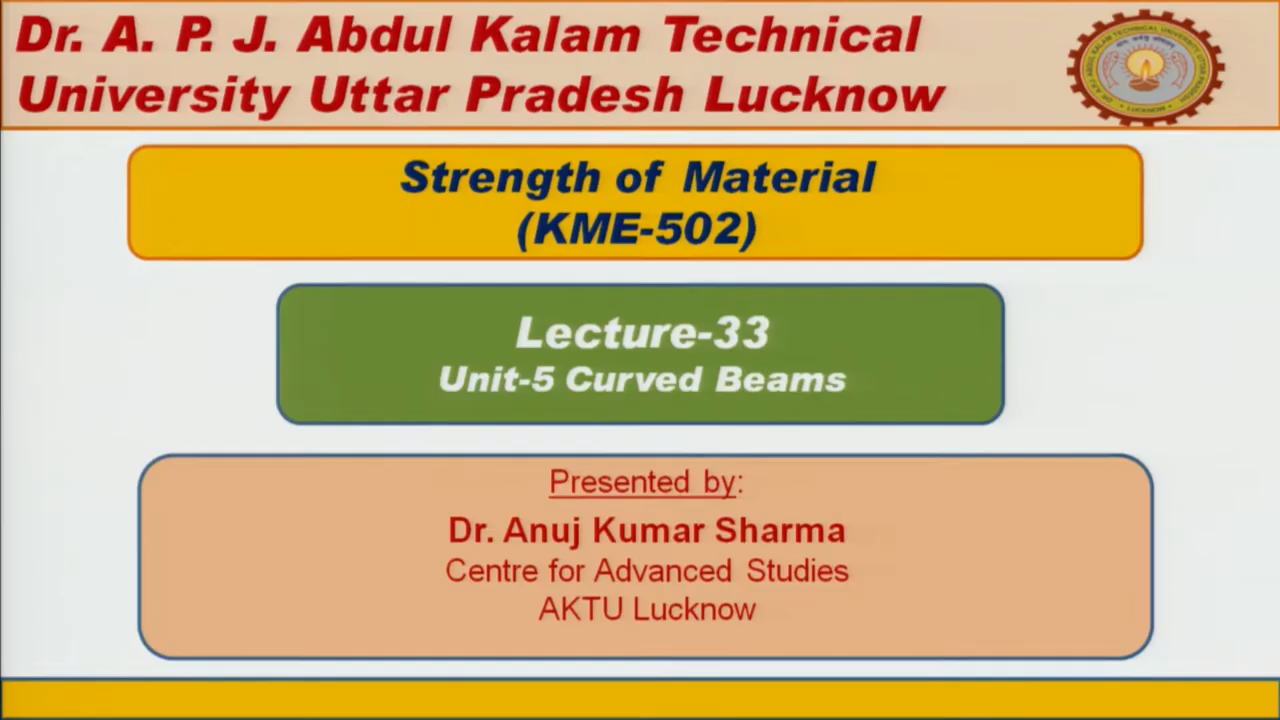 Dr. A. P. J. Abdul Kalam Technical
University Uttar Pradesh Lucknow
Strength of Material
(KME-502)
Lecture-33
Unit-5 Curved Beams
Presented by:
Dr. Anuj Kumar Sharma
Centre for Advanced Studies
AKTU Lucknow